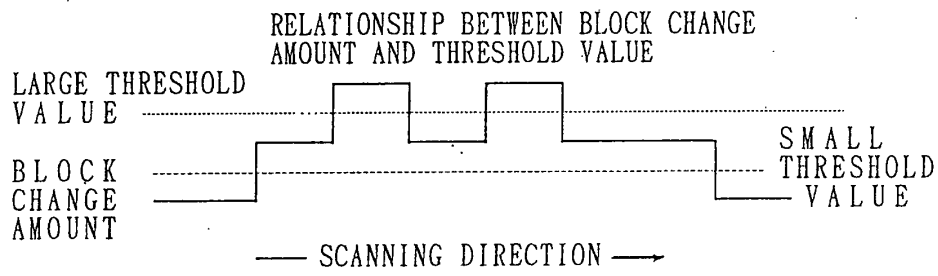 RELATIONSHIP BETWEEN BLOCK CHANGE
AMOUNT AND THRESHOLD VALUE
LARGE THRESHOLD
VALUE
SMALL
THRESHOLD
VALUE
BLOCK
CHANGE
AMOUNT
SCANNING DIRECTION